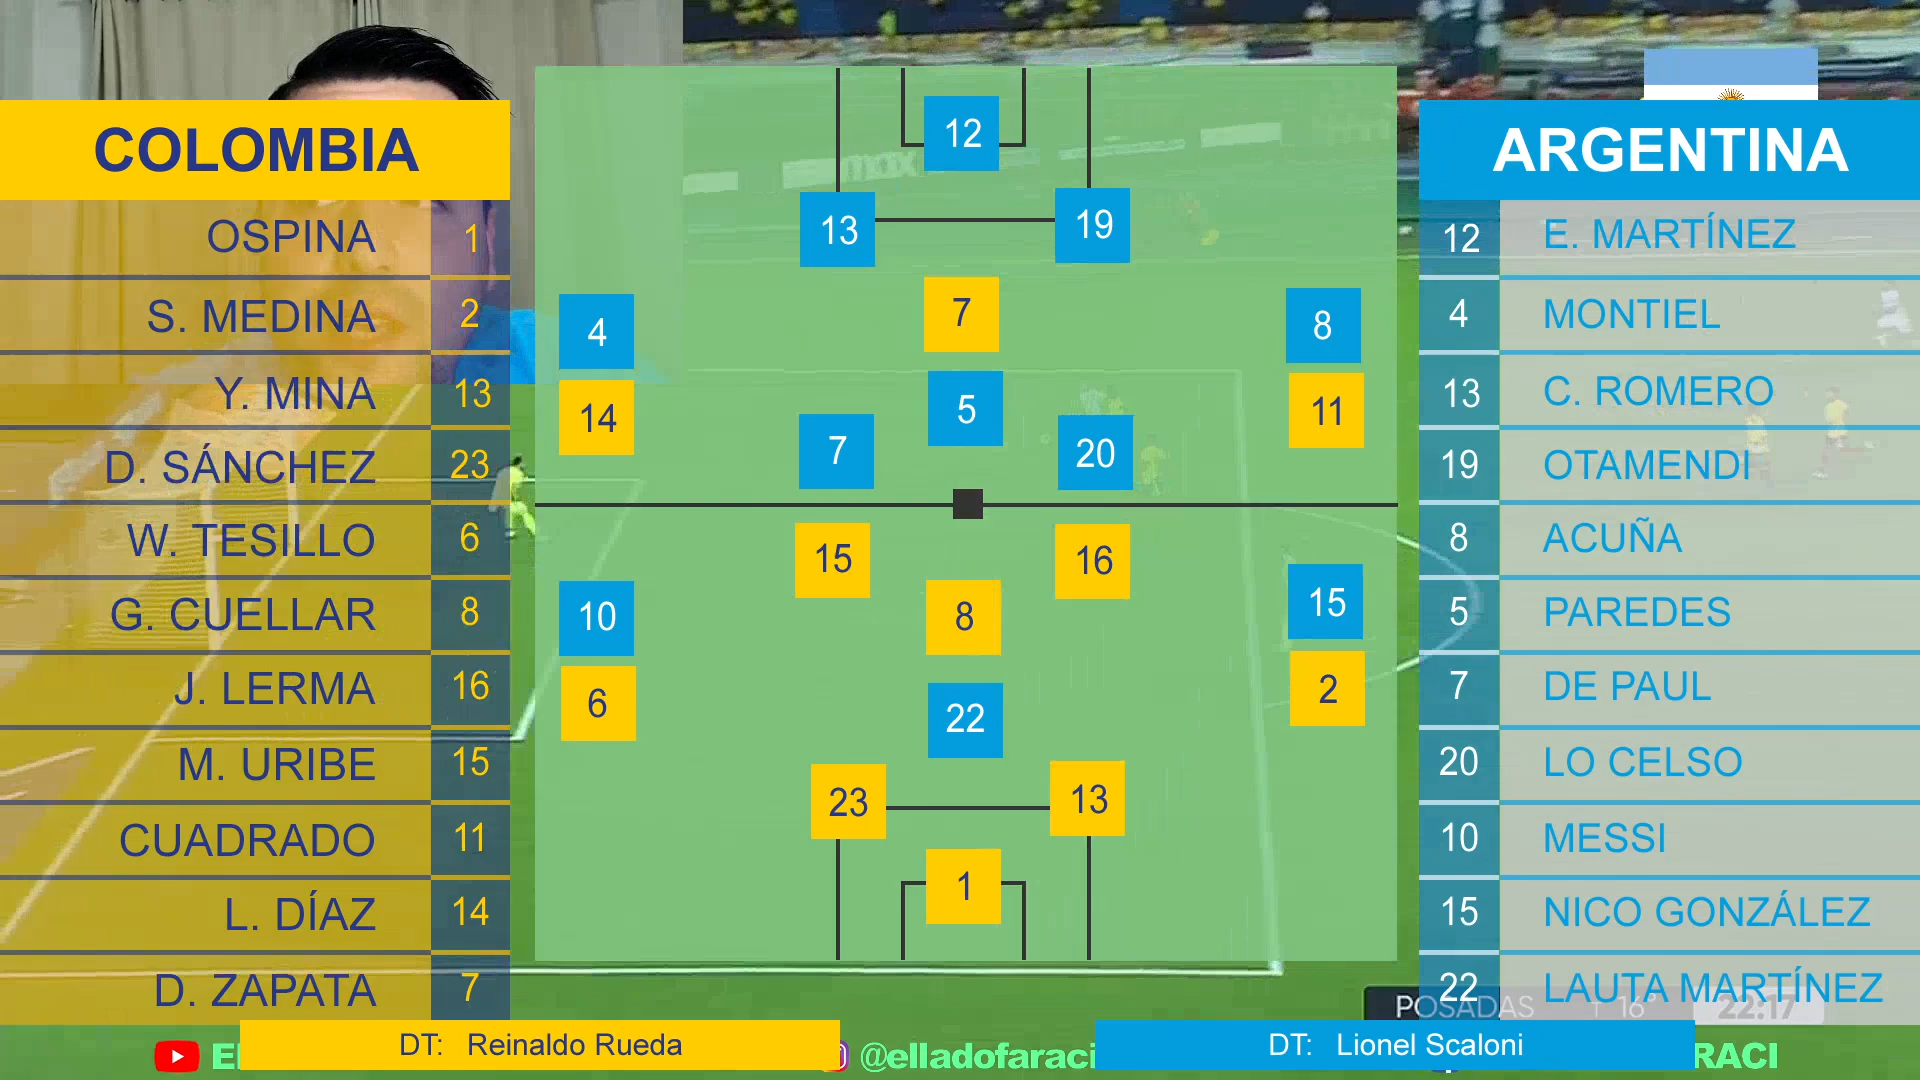 COLOMBIA
OSPINA 1
S. MEDINA 2
Y. MINA 13
D. SÁNCHEZ 23
W. TESILLO 6
G. CUELLAR 8
J. LERMA 16
M. URIBE 15
CUADRADO 11
L. DÍAZ 14
D. ZAPATA 7
DT: Reinaldo Rueda
12
13 19
7
4 8
14 5 11
7 20
15 16
10 8 15
6 22 2
23 13
1
ARGENTINA
12 E. MARTÍNEZ
4 MONTIEL
13 C. ROMERO
19 OTAMENDI
8 ACUÑA
5 PAREDES
7 DE PAUL
20 LO CELSO
10 MESSI
15 NICO GONZÁLEZ
22 LAUTA MARTÍNEZ
POSADAS 16° 22:17
DT: Lionel Scaloni
@elladofaraci